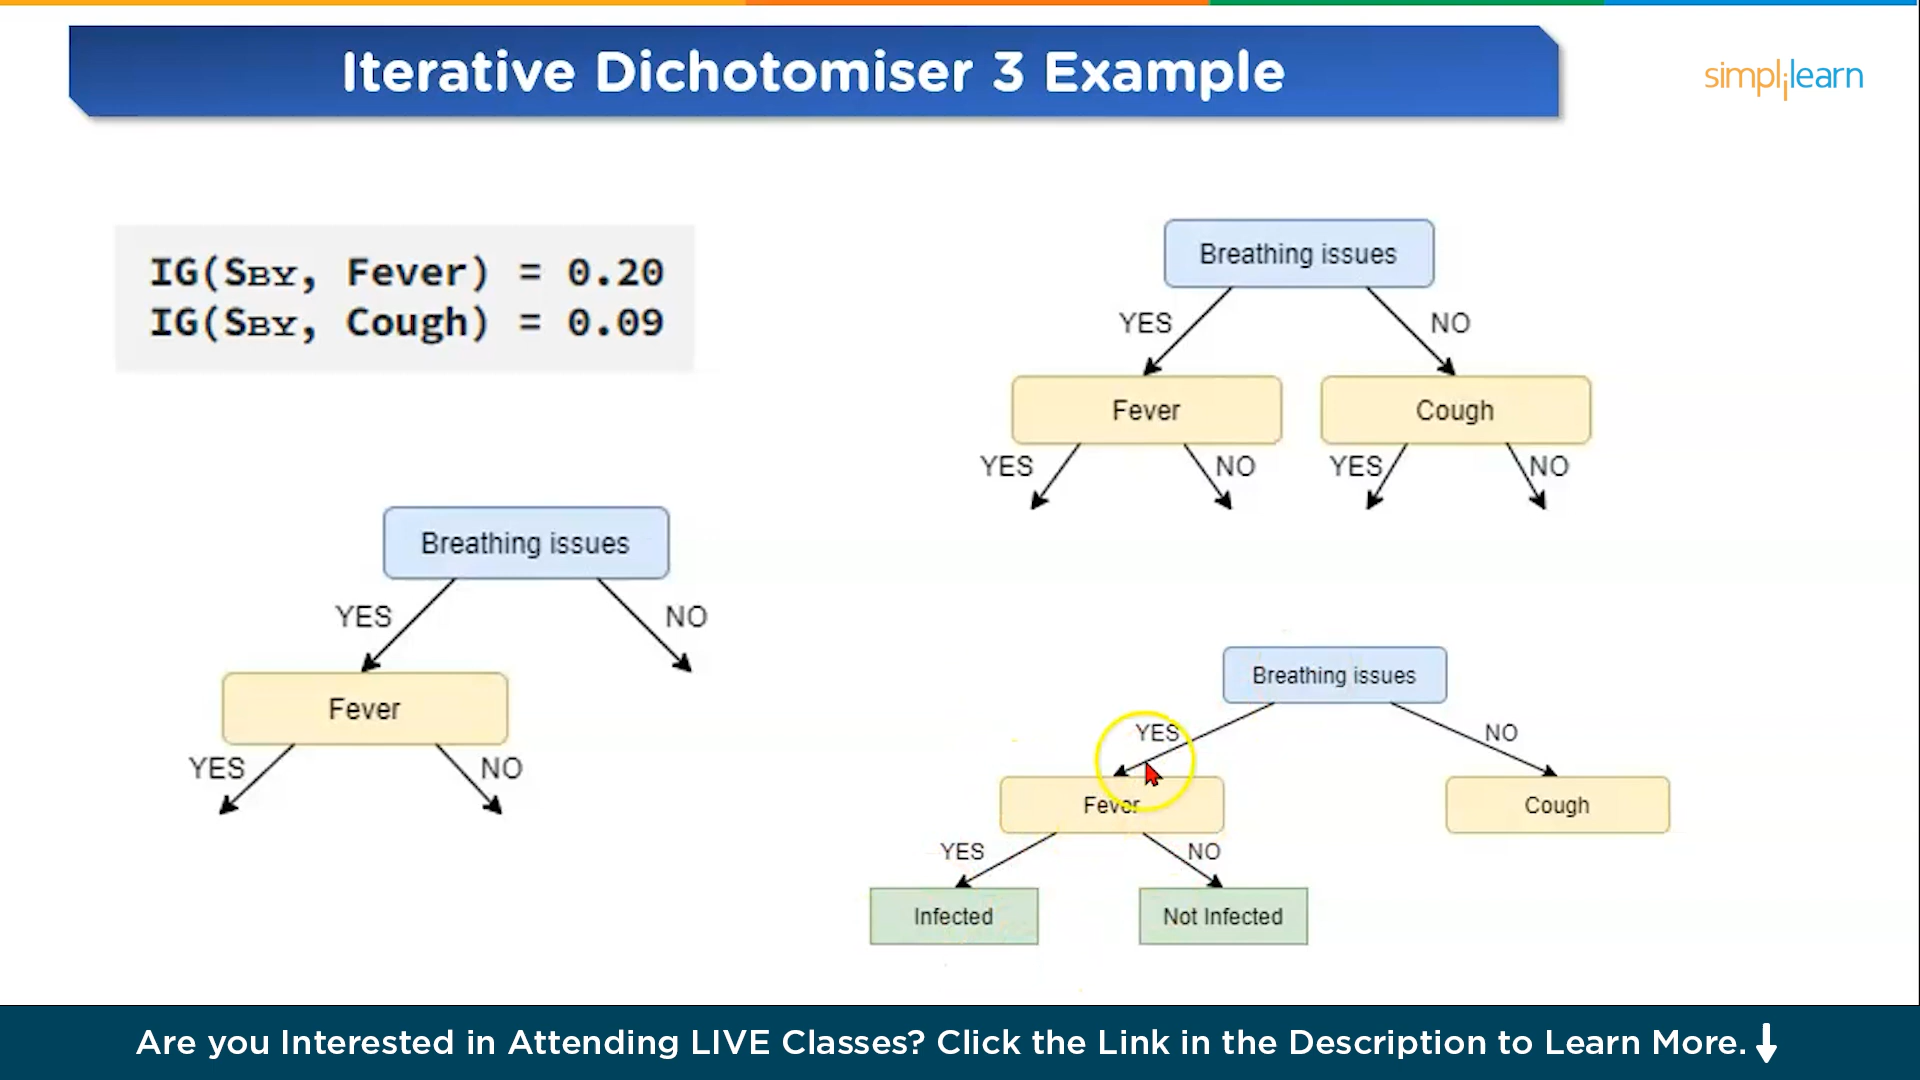 Iterative Dichotomiser 3 Example
simplilearn
IG(SBY, Fever) = 0.20
IG(SBY, Cough) = 0.09
Breathing issues
YES
NO
Fever
Cough
YES
NO
YES
NO
Breathing issues
YES
NO
Fever
YES
NO
Breathing issues
YES
NO
Fever
Cough
YES
NO
Infected
Not Infected
Are you Interested in Attending LIVE Classes? Click the Link in the Description to Learn More.